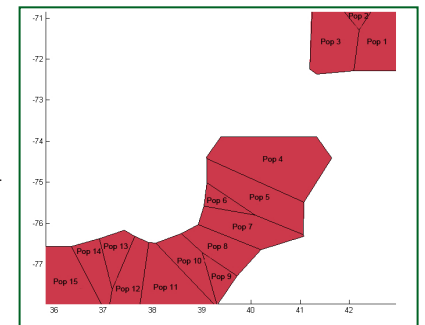 -71
-72
-73
-74
-75
-76
-77
Pop 2
Pop 3
Pop 1
Pop 4
Pop 5
Pop 6
Pop 7
Pop 8
Pop 9
Pop 10
Pop 11
Pop 12
Pop 13
Pop 14
Pop 15
36 37 38 39 40 41 42